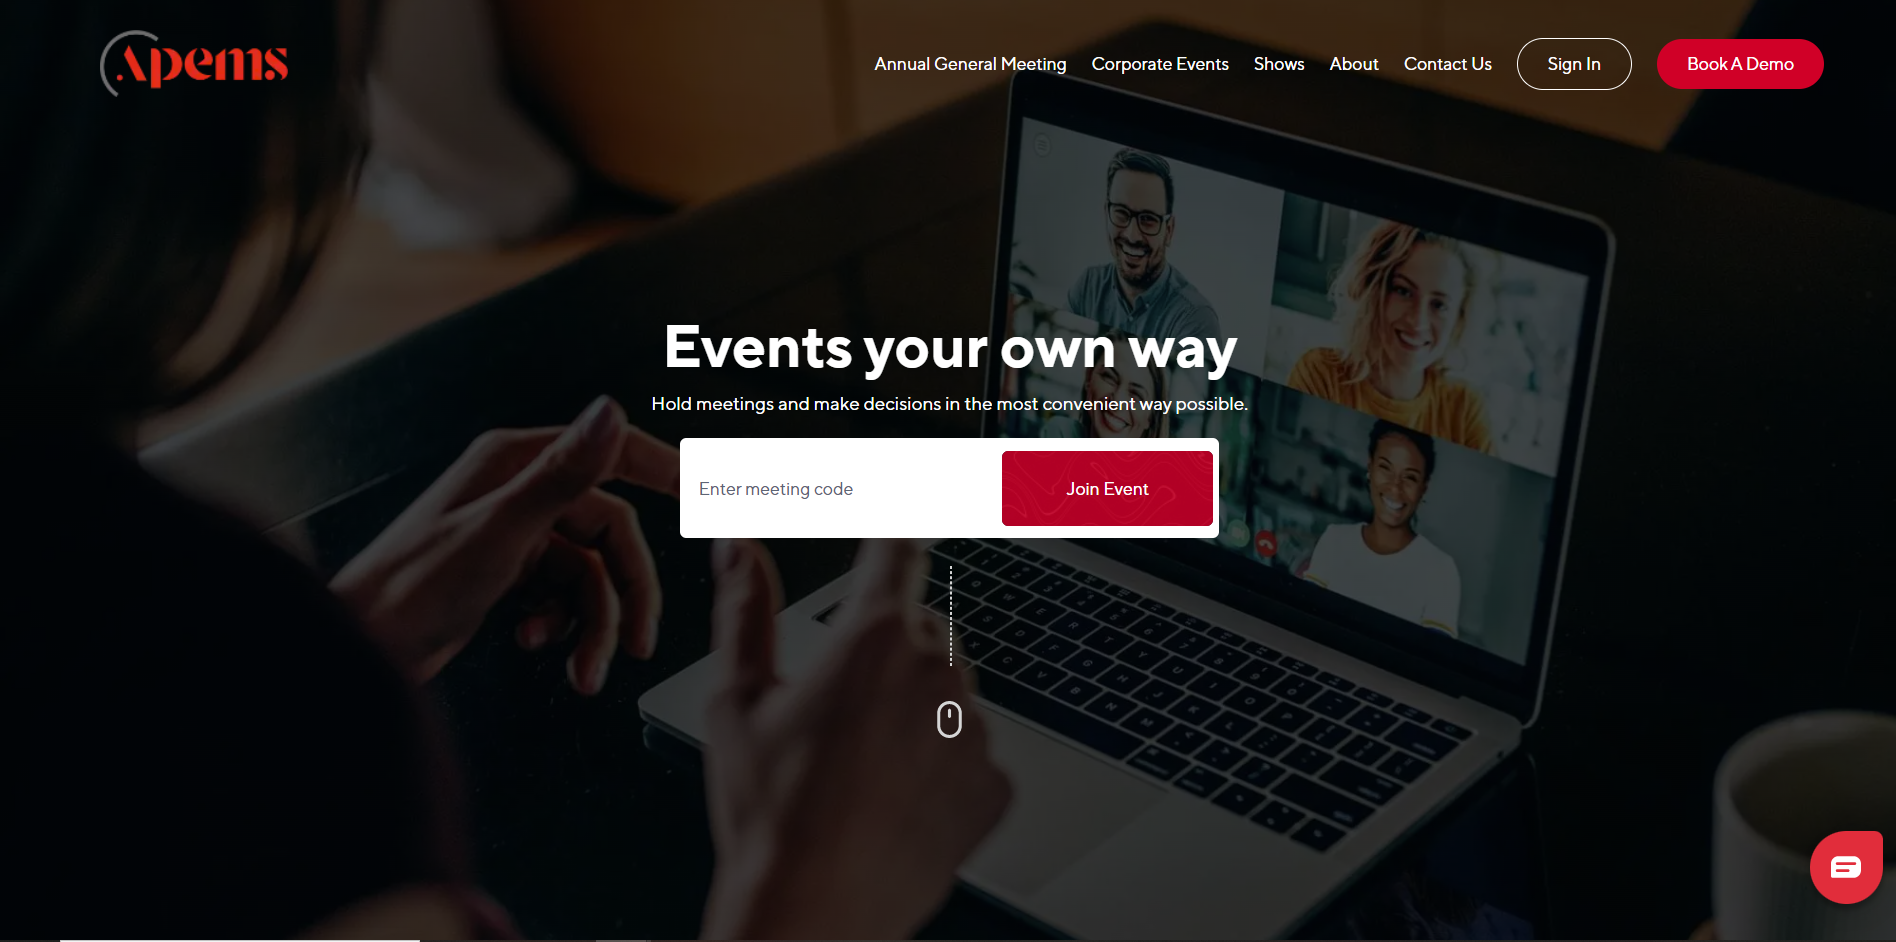 Apems
Annual General Meeting Corporate Events Shows About Contact Us Sign In Book A Demo
Events your own way
Hold meetings and make decisions in the most convenient way possible.
Enter meeting code Join Event